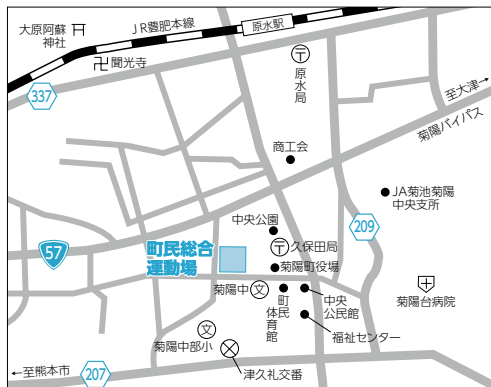 大原阿蘇
神社
JR豊肥本線
原水駅
聞光寺
337
原水局
至大津→
菊陽バイパス
商工会
JA菊池菊陽
中央支所
209
中央公園
久保田局
57
町民総合
運動場
菊陽町役場
菊陽中
文
町民
体育館
中央
公民館
菊陽台病院
文
菊陽中部小
福祉センター
←至熊本市
207
津久礼交番